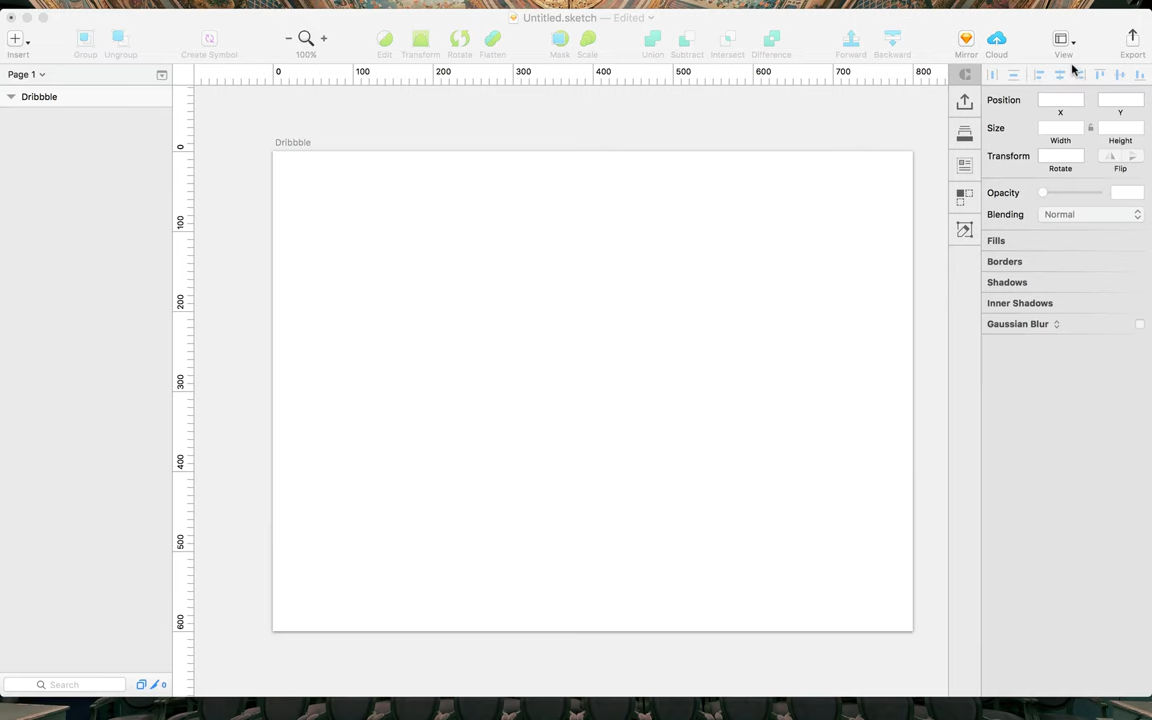 Untitled.sketch — Edited
Insert
Group
Ungroup
Create Symbol
100%
Edit
Transform
Rotate
Flatten
Mask
Scale
Union
Subtract
Intersect
Difference
Forward
Backward
Mirror
Cloud
View
Export
Page 1
0 100 200 300 400 500 600 700 800
Dribbble
Position
X Y
Size
Width Height
Transform
Rotate Flip
Opacity
Blending Normal
Fills
Borders
Shadows
Inner Shadows
Gaussian Blur
Dribbble
0
100
200
300
400
500
600
Search
0